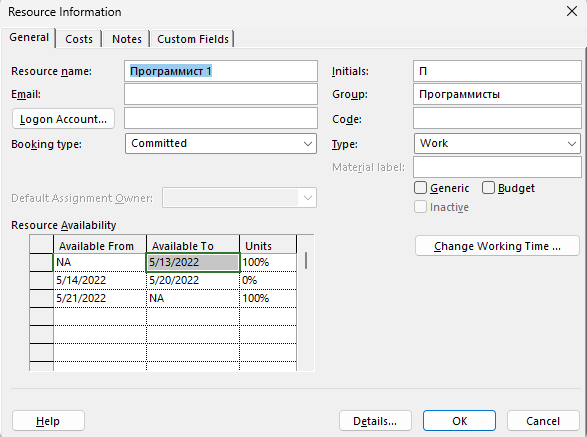 Resource Information
General Costs Notes Custom Fields
Resource name: Программист 1 Initials: П
Email: Group: Программисты
Logon Account... Code:
Booking type: Committed Type: Work
Material label:
Default Assignment Owner: Generic Budget
Inactive
Resource Availability
Change Working Time ...
Available From Available To Units
NA 5/13/2022 100%
5/14/2022 5/20/2022 0%
5/21/2022 NA 100%
Help Details... OK Cancel